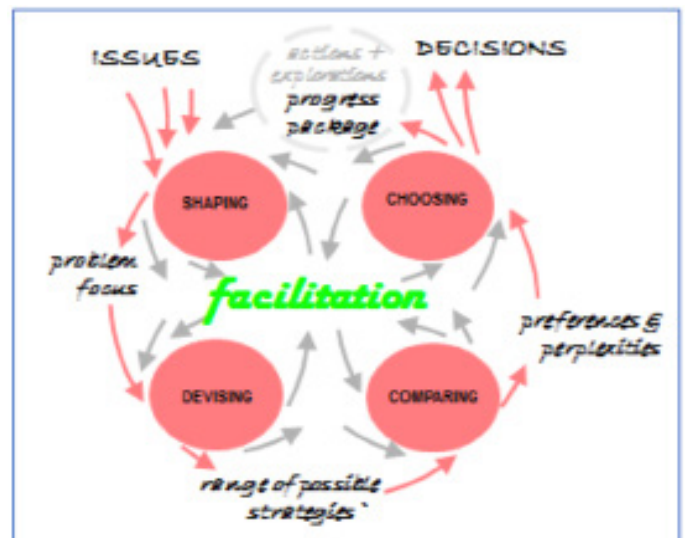 ISSUES
actions +
explorations
progress
package
DECISIONS
SHAPING
CHOOSING
problem
focus
facilitation
preferences &
perplexities
DEVISING
COMPARING
range of possible
strategies`